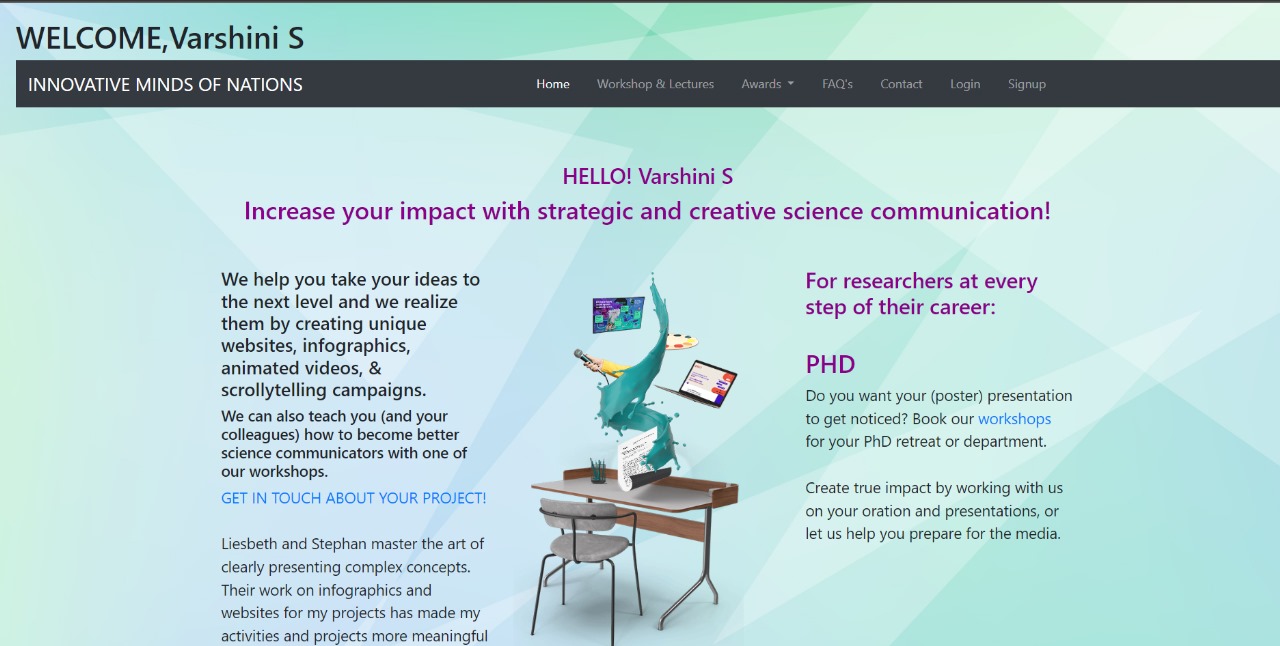 WELCOME,Varshini S
INNOVATIVE MINDS OF NATIONS
Home Workshop & Lectures Awards FAQ's Contact Login Signup
HELLO! Varshini S
Increase your impact with strategic and creative science communication!
We help you take your ideas to
the next level and we realize
them by creating unique
websites, infographics,
animated videos, &
scrollytelling campaigns.
We can also teach you (and your
colleagues) how to become better
science communicators with one of
our workshops.
GET IN TOUCH ABOUT YOUR PROJECT!
Liesbeth and Stephan master the art of
clearly presenting complex concepts.
Their work on infographics and
websites for my projects has made my
activities and projects more meaningful
For researchers at every
step of their career:
PHD
Do you want your (poster) presentation
to get noticed? Book our workshops
for your PhD retreat or department.
Create true impact by working with us
on your oration and presentations, or
let us help you prepare for the media.